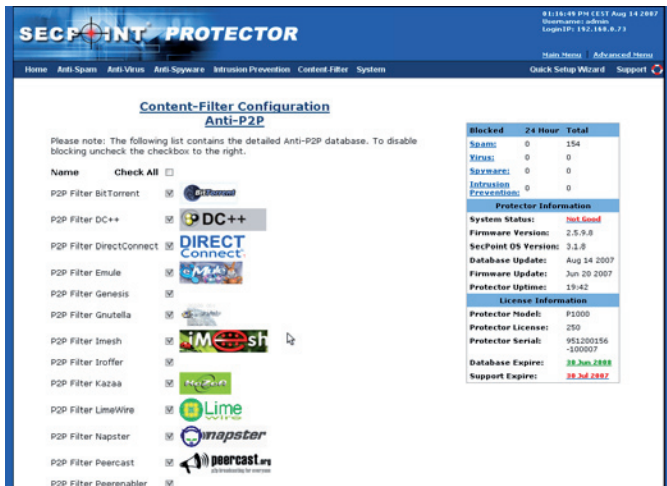 01:16:49 PM CEST Aug 14 2007
Username: admin
LoginIP: 192.168.0.73
SECPOINT PROTECTOR
Main Menu Advanced Menu
Home Anti-Spam Anti-Virus Anti-Spyware Intrusion Prevention Content-Filter System Quick Setup Wizard Support
Content-Filter Configuration
Anti-P2P
Please note: The following list contains the detailed Anti-P2P database. To disable
blocking uncheck the checkbox to the right.
Name Check All
P2P Filter BitTorrent BitTorrent
P2P Filter DC++ DC++
P2P Filter DirectConnect DIRECT
Connect
P2P Filter Emule eMule
P2P Filter Genesis
P2P Filter Gnutella
P2P Filter Imesh iMesh
P2P Filter Iroffer
P2P Filter Kazaa
P2P Filter LimeWire Lime
WIRE
P2P Filter Napster napster
P2P Filter Peercast peercast.org
p2p broadcasting for everyone
P2P Filter Peerenabler
Blocked 24 Hour Total
Spam: 0 154
Virus: 0 0
Spyware: 0 0
Intrusion
Prevention: 0 0
Protector Information
System Status: Not Good
Firmware Version: 2.5.9.8
SecPoint OS Version: 3.1.8
Database Update: Aug 14 2007
Firmware Update: Jun 20 2007
Protector Uptime: 19:42
License Information
Protector Model: P1000
Protector License: 250
Protector Serial: 951200156
-100007
Database Expire: 30 Jun 2008
Support Expire: 30 Jul 2007